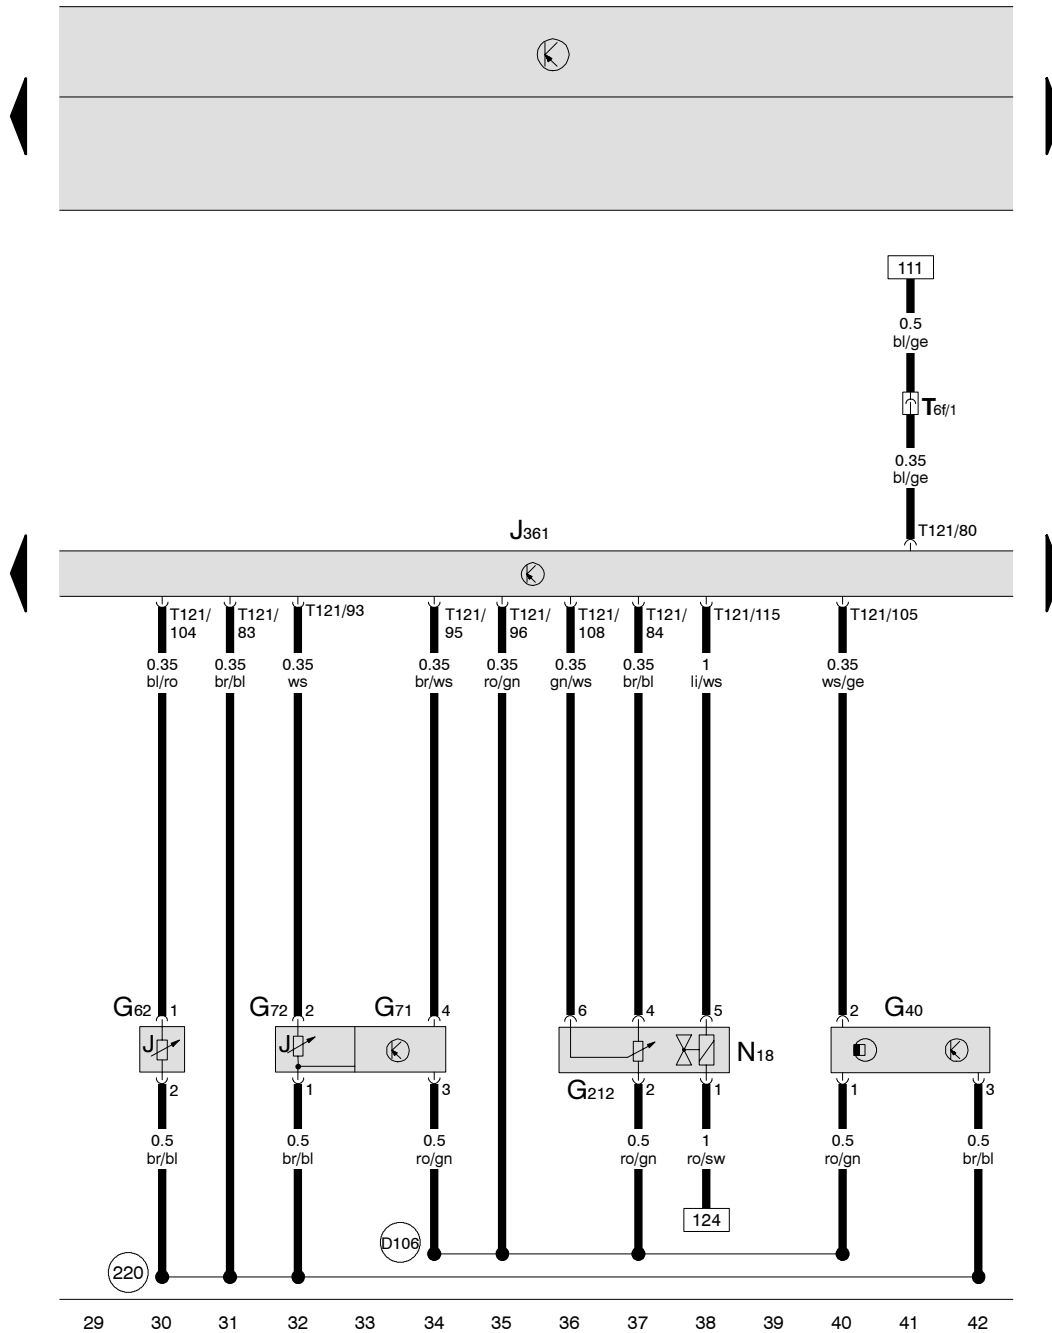 111
0.5
bl/ge
T6f/1
0.35
bl/ge
T121/80
J361
T121/
104
T121/
83
T121/93
T121/
95
T121/
96
T121/
108
T121/
84
T121/115
T121/105
0.35
bl/ro
0.35
br/bl
0.35
ws
0.35
br/ws
0.35
ro/gn
0.35
gn/ws
0.35
br/bl
1
li/ws
0.35
ws/ge
G62 1
G72 2
G71 4
6
4
5
2
G40
J
J
N18
2
1
3
G212 2
1
1
3
0.5
br/bl
0.5
br/bl
0.5
ro/gn
0.5
ro/gn
1
ro/sw
0.5
ro/gn
0.5
br/bl
124
D106
220
29 30 31 32 33 34 35 36 37 38 39 40 41 42